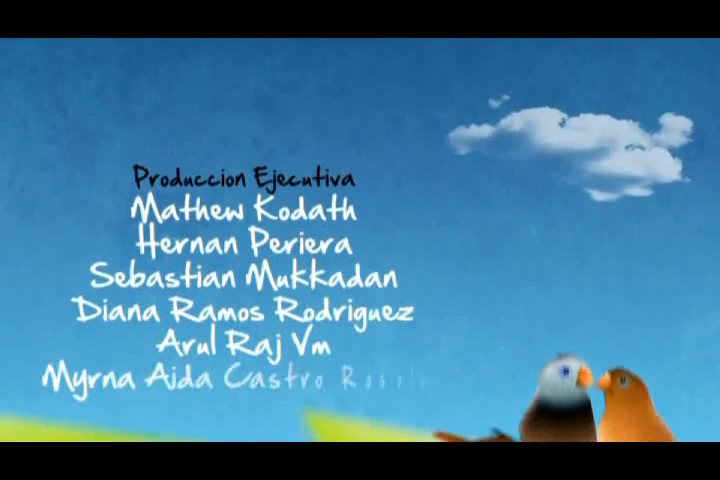 Produccion Ejecutiva
Mathew Kodath
Hernan Periera
Sebastian Mukkadan
Diana Ramos Rodriguez
Arul Raj Vm
Myrna Aida Castro